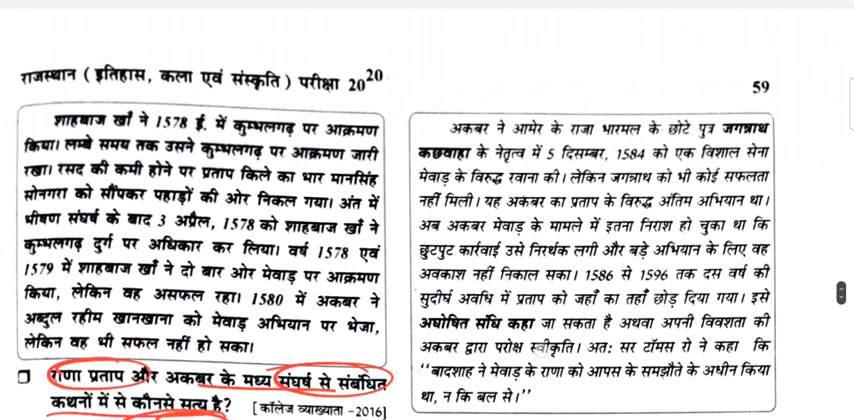 राजस्थान ( इतिहास, कला एवं संस्कृति ) परीक्षा 20²⁰
59
शाहबाज खाँ ने 1578 ई. में कुम्भलगढ़ पर आक्रमण
किया। लम्बे समय तक उसने कुम्भलगढ़ पर आक्रमण जारी
रखा। रसद की कमी होने पर प्रताप किले का भार मानसिंह
सोनगरा को सौंपकर पहाड़ों की ओर निकल गया। अंत में
भीषण संघर्ष के बाद 3 अप्रैल, 1578 को शाहबाज खाँ ने
कुम्भलगढ़ दुर्ग पर अधिकार कर लिया। वर्ष 1578 एवं
1579 में शाहबाज खाँ ने दो बार ओर मेवाड़ पर आक्रमण
किया, लेकिन वह असफल रहा। 1580 में अकबर ने
अब्दुल रहीम खानखाना को मेवाड़ अभियान पर भेजा,
लेकिन वह भी सफल नहीं हो सका।
राणा प्रताप और अकबर के मध्य संघर्ष से संबंधित
कथनों में से कौनसे सत्य है? [कॉलेज व्याख्याता -2016]
अकबर ने आमेर के राजा भारमल के छोटे पुत्र जगन्नाथ
कछवाहा के नेतृत्व में 5 दिसम्बर, 1584 को एक विशाल सेना
मेवाड़ के विरुद्ध रवाना की। लेकिन जगन्नाथ को भी कोई सफलता
नहीं मिली। यह अकबर का प्रताप के विरुद्ध अंतिम अभियान था।
अब अकबर मेवाड़ के मामले में इतना निराश हो चुका था कि
छुटपुट कार्रवाई उसे निरर्थक लगी और बड़े अभियान के लिए वह
अवकाश नहीं निकाल सका। 1586 से 1596 तक दस वर्ष की
सुदीर्घ अवधि में प्रताप को जहाँ का तहाँ छोड़ दिया गया। इसे
अघोषित संधि कहा जा सकता है अथवा अपनी विवशता की
अकबर द्वारा परोक्ष स्वीकृति। अतः सर टॉमस रो ने कहा कि
‘‘बादशाह ने मेवाड़ के राणा को आपस के समझौते के अधीन किया
था, न कि बल से।’’